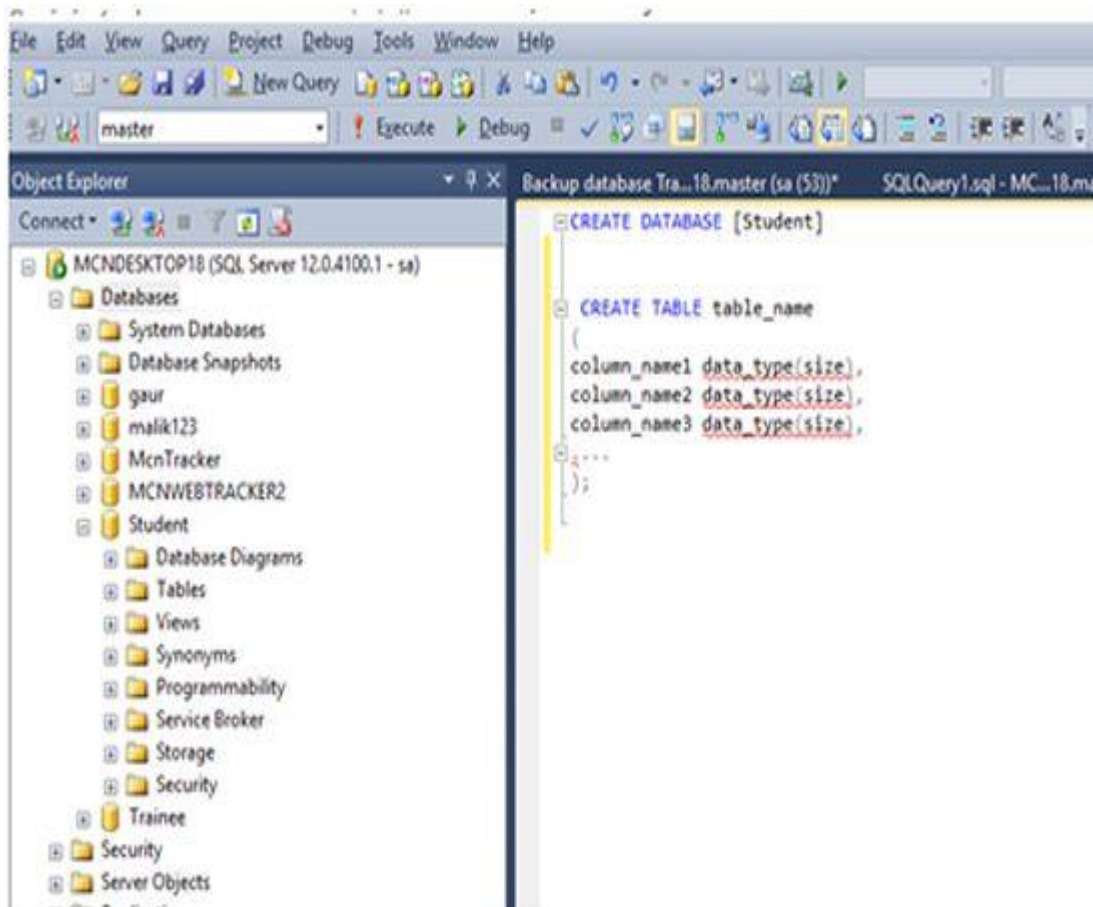 File Edit View Query Project Debug Tools Window Help
New Query
master Execute Debug
Object Explorer
Connect
MCNDESKTOP18 (SQL Server 12.0.4100.1 - sa)
Databases
System Databases
Database Snapshots
gaur
malik123
McnTracker
MCNWEBTRACKER2
Student
Database Diagrams
Tables
Views
Synonyms
Programmability
Service Broker
Storage
Security
Trainee
Security
Server Objects
Backup database Tra...18.master (sa (53))* SQLQuery1.sql - MC...18.ma
CREATE DATABASE [Student]
CREATE TABLE table_name
(
column_name1 data_type(size),
column_name2 data_type(size),
column_name3 data_type(size),
....
);